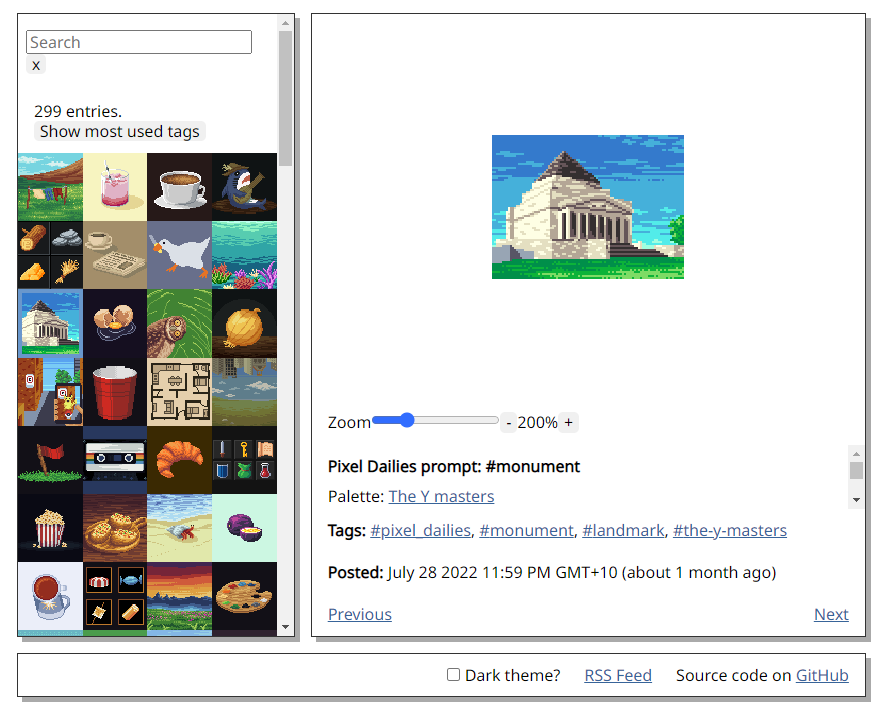 Search
x
299 entries.
Show most used tags
Zoom - 200% +
Pixel Dailies prompt: #monument
Palette: The Y masters
Tags: #pixel_dailies, #monument, #landmark, #the-y-masters
Posted: July 28 2022 11:59 PM GMT+10 (about 1 month ago)
Previous Next
Dark theme? RSS Feed Source code on GitHub